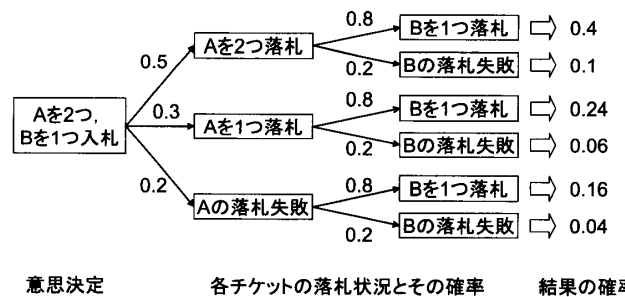 0.8
Bを1つ落札
0.4
Aを2つ落札
0.5
0.2
Bの落札失敗
0.1
Aを2つ,
Bを1つ入札
0.3
Aを1つ落札
0.8
Bを1つ落札
0.24
0.2
Bの落札失敗
0.06
0.2
Aの落札失敗
0.8
Bを1つ落札
0.16
0.2
Bの落札失敗
0.04
意思決定
各チケットの落札状況とその確率
結果の確率